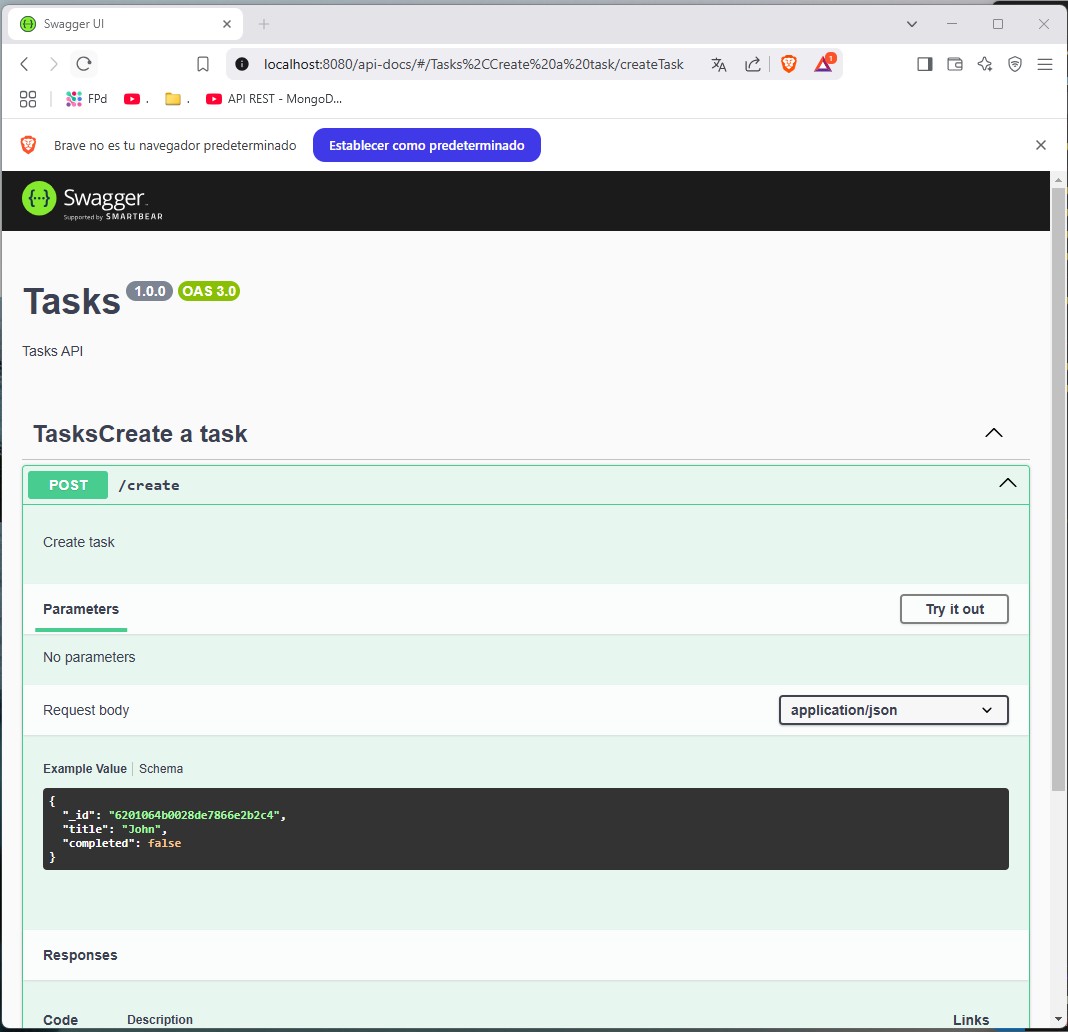 Swagger UI
localhost:8080/api-docs/#/Tasks%2CCreate%20a%20task/createTask
1
FPd
.
.
API REST - MongoD...
Brave no es tu navegador predeterminado
Establecer como predeterminado
Swagger
Supported by SMARTBEAR
Tasks 1.0.0 OAS 3.0
Tasks API
TasksCreate a task
POST /create
Create task
Parameters
Try it out
No parameters
Request body
application/json
Example Value
Schema
{
"_id": "6201064b0028de7866e2b2c4",
"title": "John",
"completed": false
}
Responses
Code
Description
Links